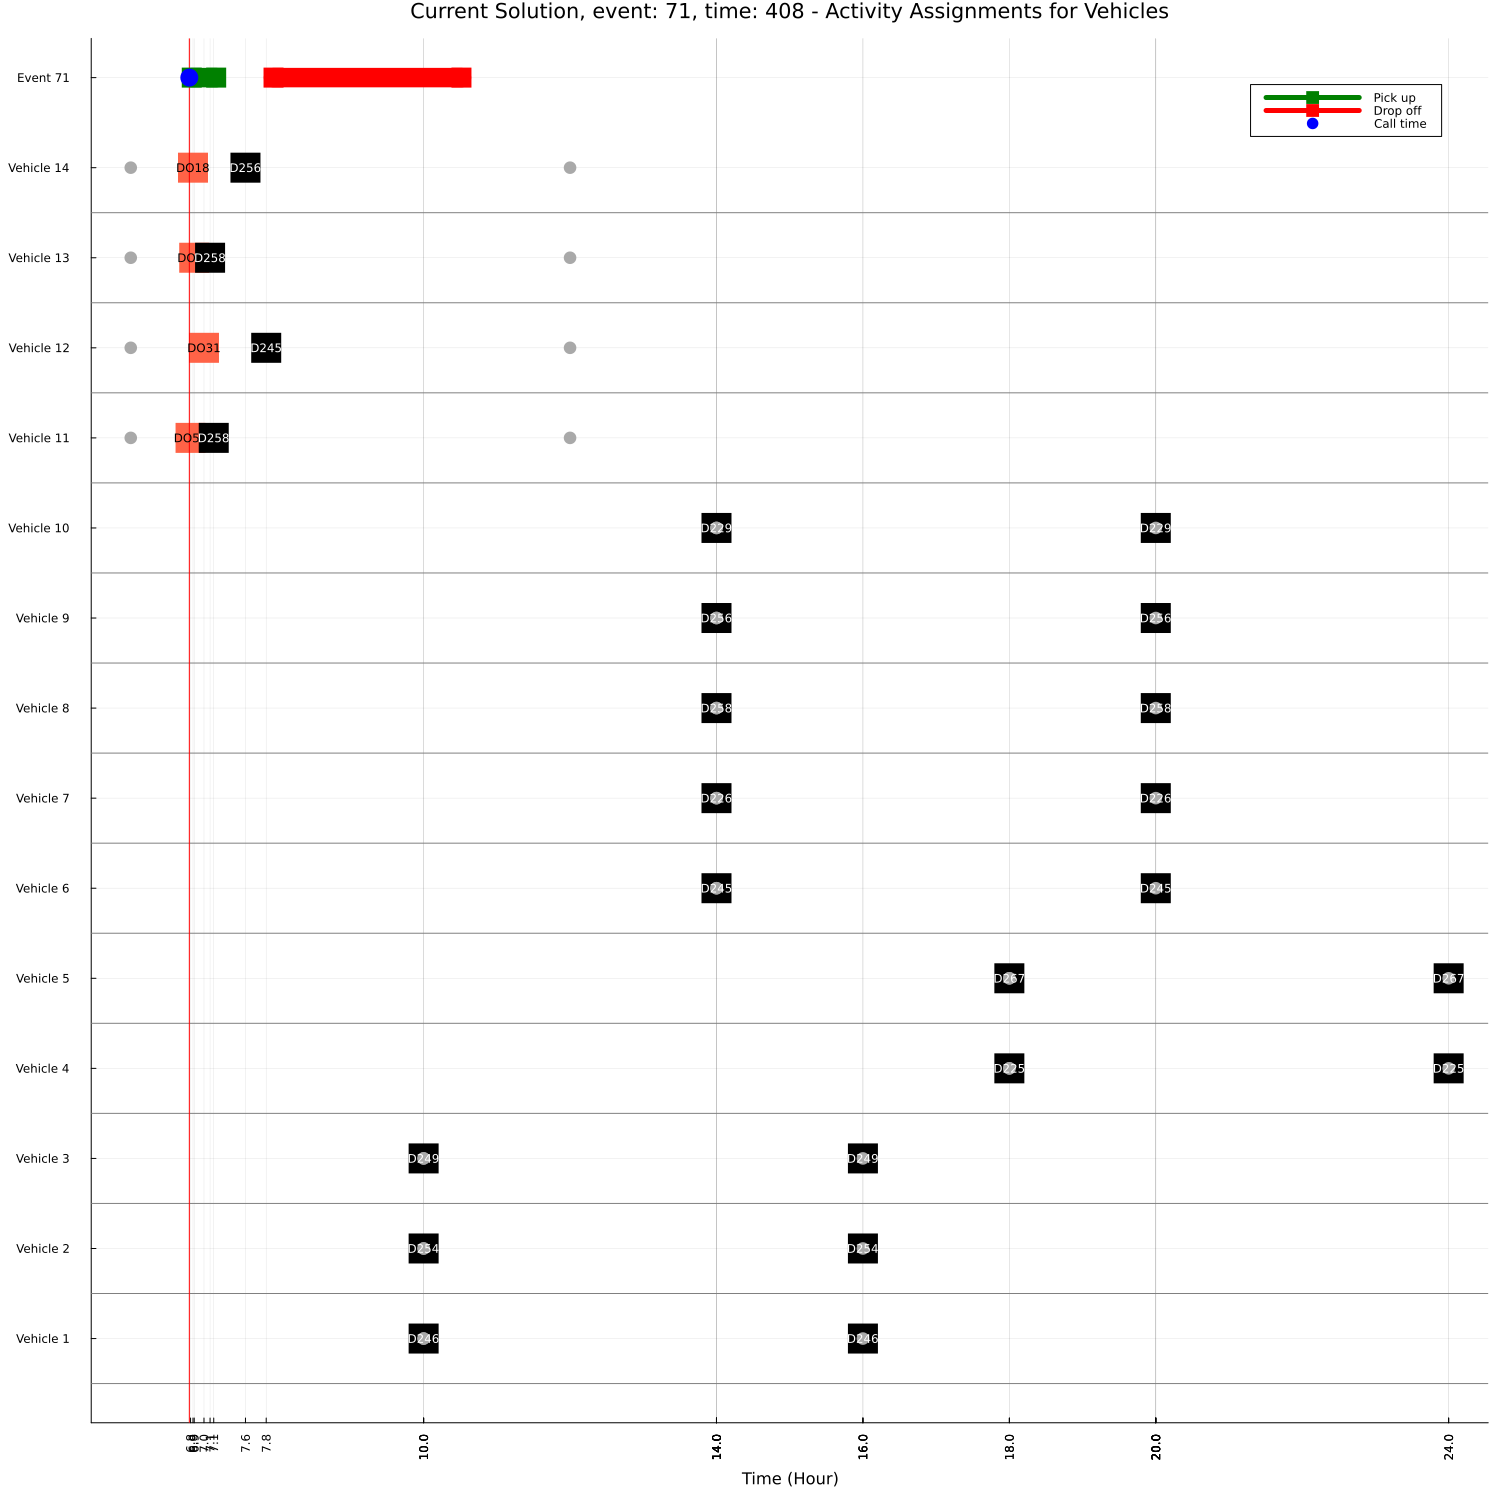 Current Solution, event: 71, time: 408 - Activity Assignments for Vehicles
Event 71
Pick up
Drop off
Call time
Vehicle 14
DO18
D256
Vehicle 13
D258
Vehicle 12
DO31
D245
Vehicle 11
D258
Vehicle 10
D229
D229
Vehicle 9
D256
D256
Vehicle 8
D258
D258
Vehicle 7
D226
D226
Vehicle 6
D245
D245
Vehicle 5
D267
D267
Vehicle 4
D225
D225
Vehicle 3
D249
D249
Vehicle 2
D254
D254
Vehicle 1
D246
D246
7.0
7.1
7.6
7.8
10.0
14.0
16.0
18.0
20.0
24.0
Time (Hour)